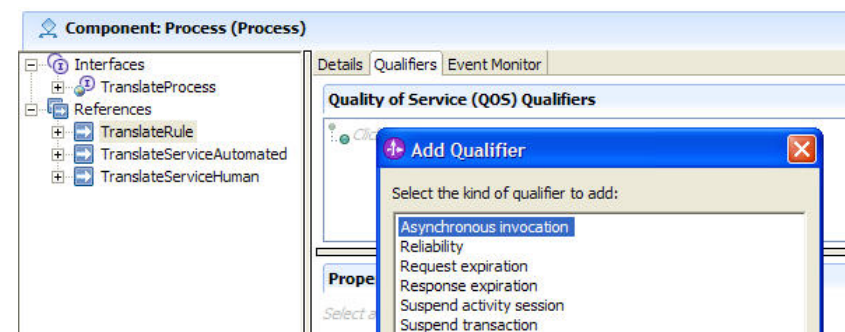 Component: Process (Process)
Interfaces
TranslateProcess
References
TranslateRule
TranslateServiceAutomated
TranslateServiceHuman
Details Qualifiers Event Monitor
Quality of Service (QOS) Qualifiers
Add Qualifier
Select the kind of qualifier to add:
Asynchronous invocation
Reliability
Request expiration
Response expiration
Suspend activity session
Suspend transaction
Select